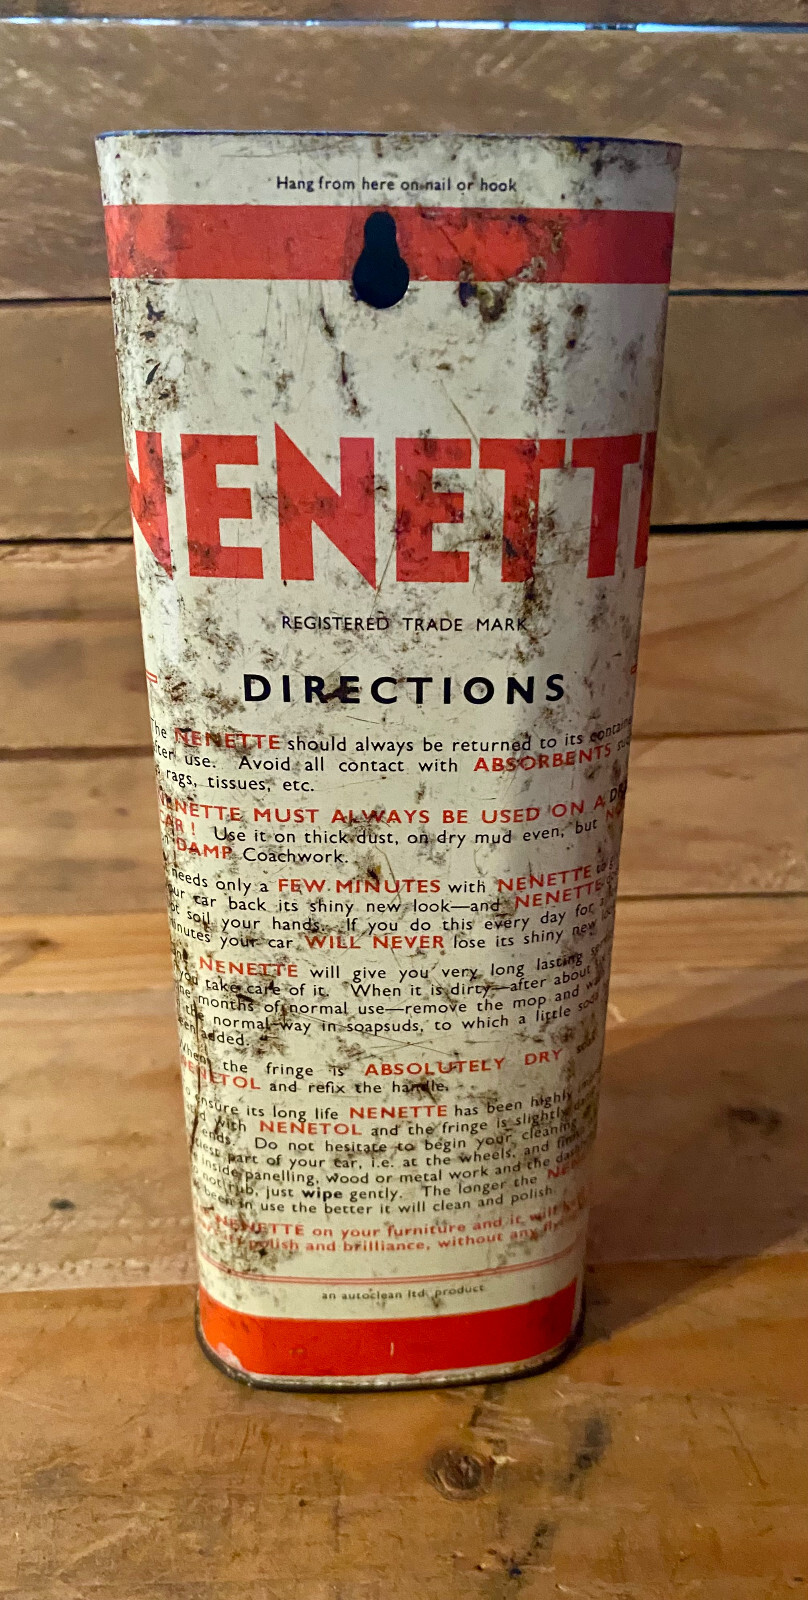 Hang from here on nail or hook
NENETTE
REGISTERED TRADE MARK
DIRECTIONS
The NENETTE should always be returned to its
after use. Avoid all contact with ABSORBENTS
rags, tissues, etc.
NENETTE MUST ALWAYS BE USED ON A
CAR! Use it on thick dust, on dry mud even, but
DAMP Coachwork.
needs only a FEW MINUTES with NENETTE
your car back its shiny new look—and NENETTE
soil your hands. If you do this every day for a
minutes your car WILL NEVER lose its shiny new
NENETTE will give you very long lasting
you take care of it. When it is dirty—after about
months of normal use—remove the mop and
the normal way in soapsuds, to which a little
been added.
When the fringe is ABSOLUTELY DRY
NENETOL and refix the handle.
ensure its long life NENETTE has been highly
with NENETOL and the fringe is slightly
ends. Do not hesitate to begin your cleaning
part of your car, i.e. at the wheels, and
inside panelling, wood or metal work and the
not rub, just wipe gently. The longer the
been in use the better it will clean and polish.
NENETTE on your furniture and it will
polish and brilliance, without any
an autoclean ltd. product